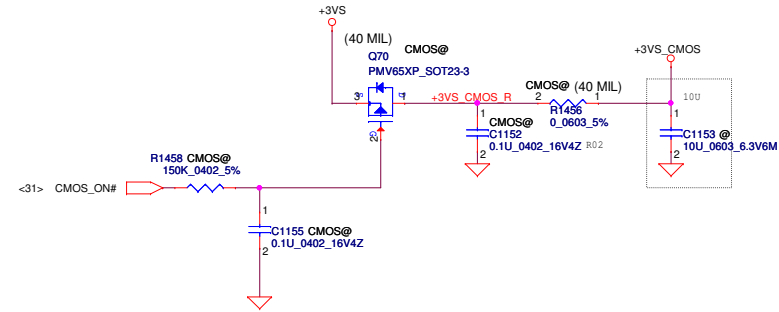 +3VS
(40 MIL)
Q70
CMOS@
PMV65XP_SOT23-3
+3VS_CMOS
3
S
D
1
+3VS_CMOS_R
CMOS@ (40 MIL)
2
1
R1456
0_0603_5%
10U
G
2
1
CMOS@
C1152
0.1U_0402_16V4Z
R02
2
1
C1153 @
10U_0603_6.3V6M
2
R1458 CMOS@
150K_0402_5%
<31> CMOS_ON#
1
C1155 CMOS@
0.1U_0402_16V4Z
2